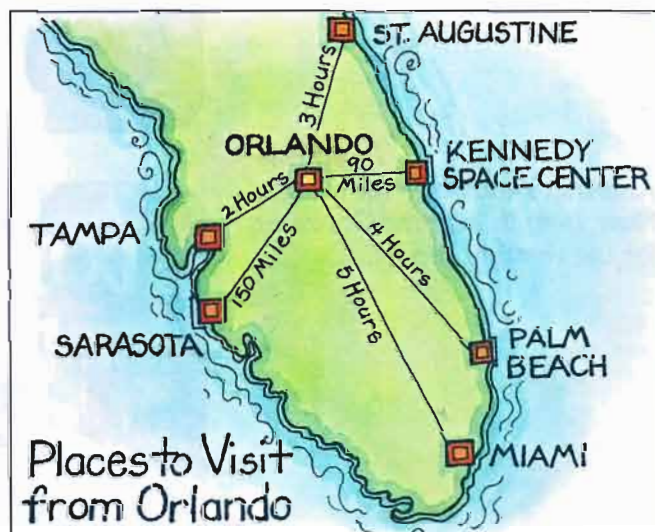 ST. AUGUSTINE
3 Hours
ORLANDO
90
Miles
KENNEDY
SPACE CENTER
2 Hours
TAMPA
150 Miles
4 Hours
5 Hours
SARASOTA
PALM
BEACH
MIAMI
Places to Visit
from Orlando